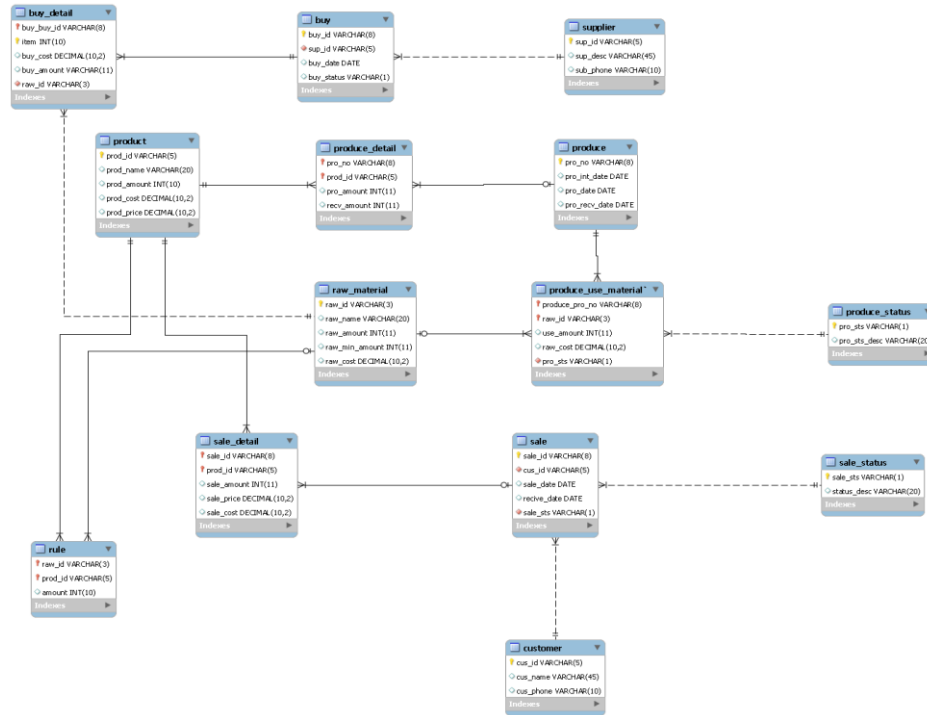 buy_detail
buy_buy_id VARCHAR(8)
item INT(10)
buy_cost DECIMAL(10,2)
buy_amount VARCHAR(11)
raw_id VARCHAR(3)
Indexes
buy
buy_id VARCHAR(8)
sup_id VARCHAR(5)
buy_date DATE
buy_status VARCHAR(1)
Indexes
supplier
sup_id VARCHAR(5)
sup_desc VARCHAR(45)
sub_phone VARCHAR(10)
Indexes
product
prod_id VARCHAR(5)
prod_name VARCHAR(20)
prod_amount INT(10)
prod_cost DECIMAL(10,2)
prod_price DECIMAL(10,2)
Indexes
produce_detail
pro_no VARCHAR(8)
prod_id VARCHAR(5)
pro_amount INT(11)
recv_amount INT(11)
Indexes
produce
pro_no VARCHAR(8)
pro_int_date DATE
pro_date DATE
pro_recv_date DATE
Indexes
raw_material
raw_id VARCHAR(3)
raw_name VARCHAR(20)
raw_amount INT(11)
raw_min_amount INT(11)
raw_cost DECIMAL(10,2)
Indexes
produce_use_material`
produce_pro_no VARCHAR(8)
raw_id VARCHAR(3)
use_amount INT(11)
raw_cost DECIMAL(10,2)
pro_sts VARCHAR(1)
Indexes
produce_status
pro_sts VARCHAR(1)
pro_sts_desc VARCHAR(20)
Indexes
sale_detail
sale_id VARCHAR(8)
prod_id VARCHAR(5)
sale_amount INT(11)
sale_price DECIMAL(10,2)
sale_cost DECIMAL(10,2)
Indexes
sale
sale_id VARCHAR(8)
cus_id VARCHAR(5)
sale_date DATE
recive_date DATE
sale_sts VARCHAR(1)
Indexes
sale_status
sale_sts VARCHAR(1)
status_desc VARCHAR(20)
Indexes
rule
raw_id VARCHAR(3)
prod_id VARCHAR(5)
amount INT(10)
Indexes
customer
cus_id VARCHAR(5)
cus_name VARCHAR(45)
cus_phone VARCHAR(10)
Indexes